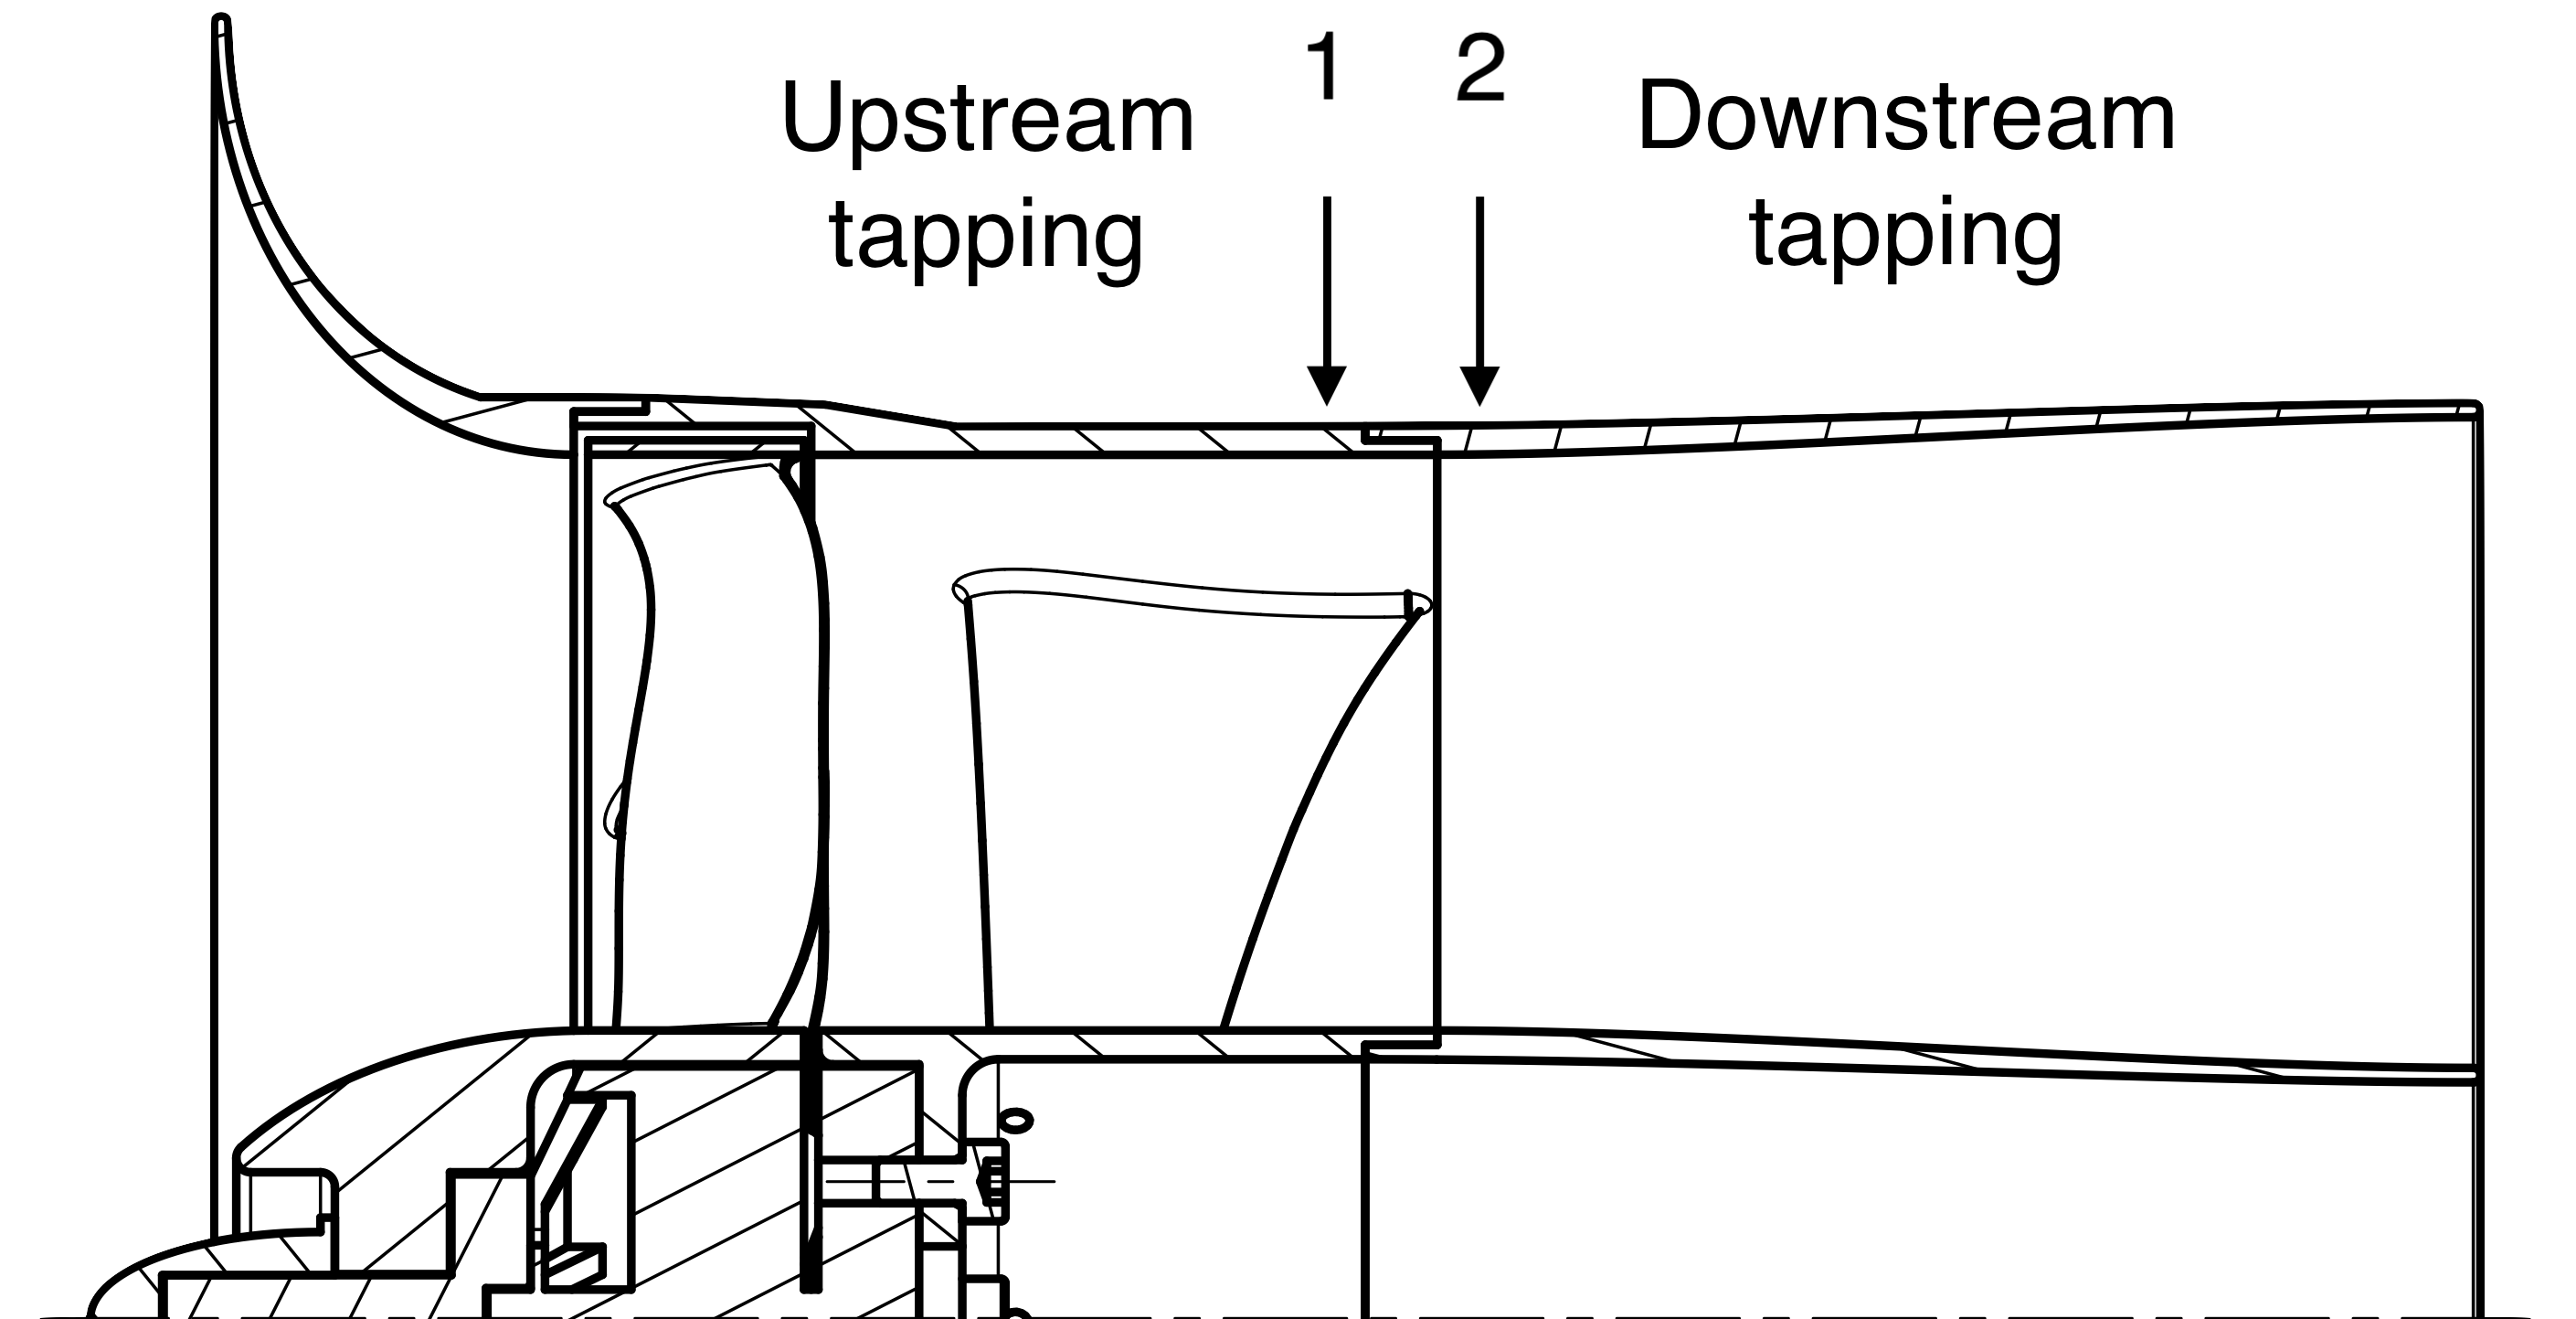 1 2
Upstream
tapping
Downstream
tapping